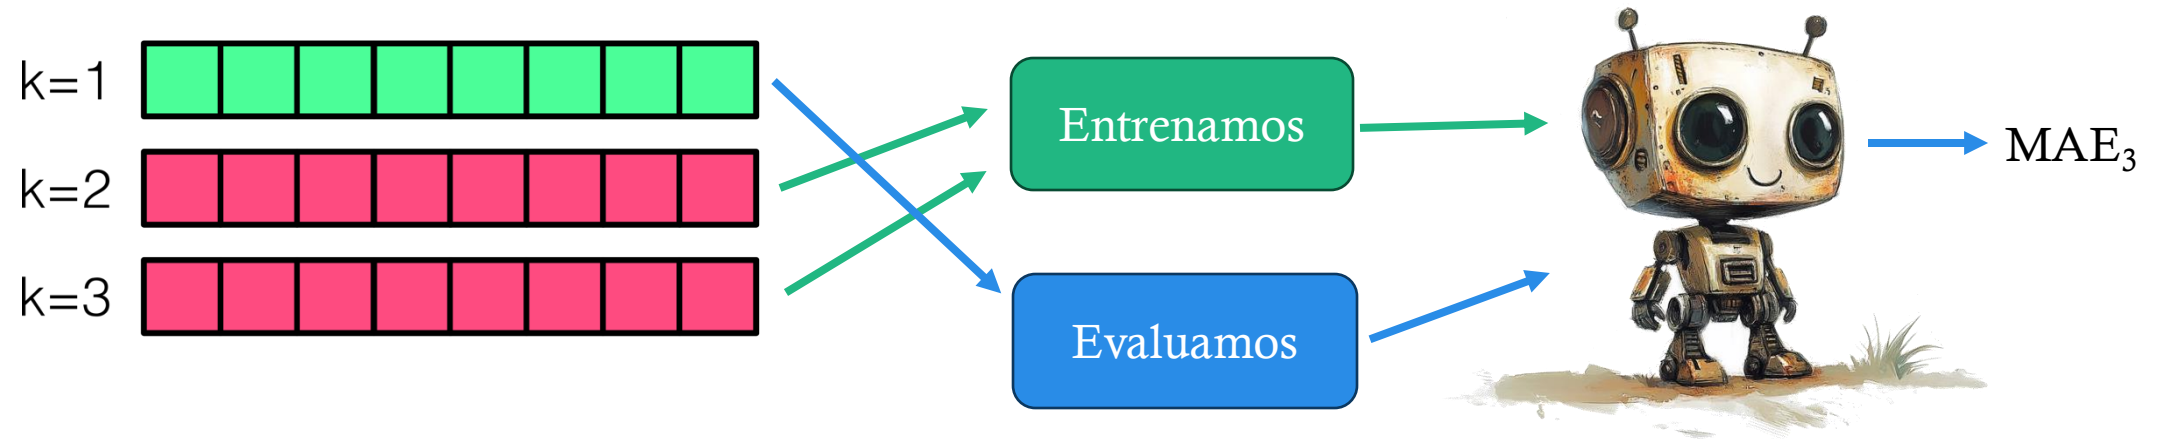 k=1
k=2
k=3
Entrenamos
Evaluamos
MAE₃